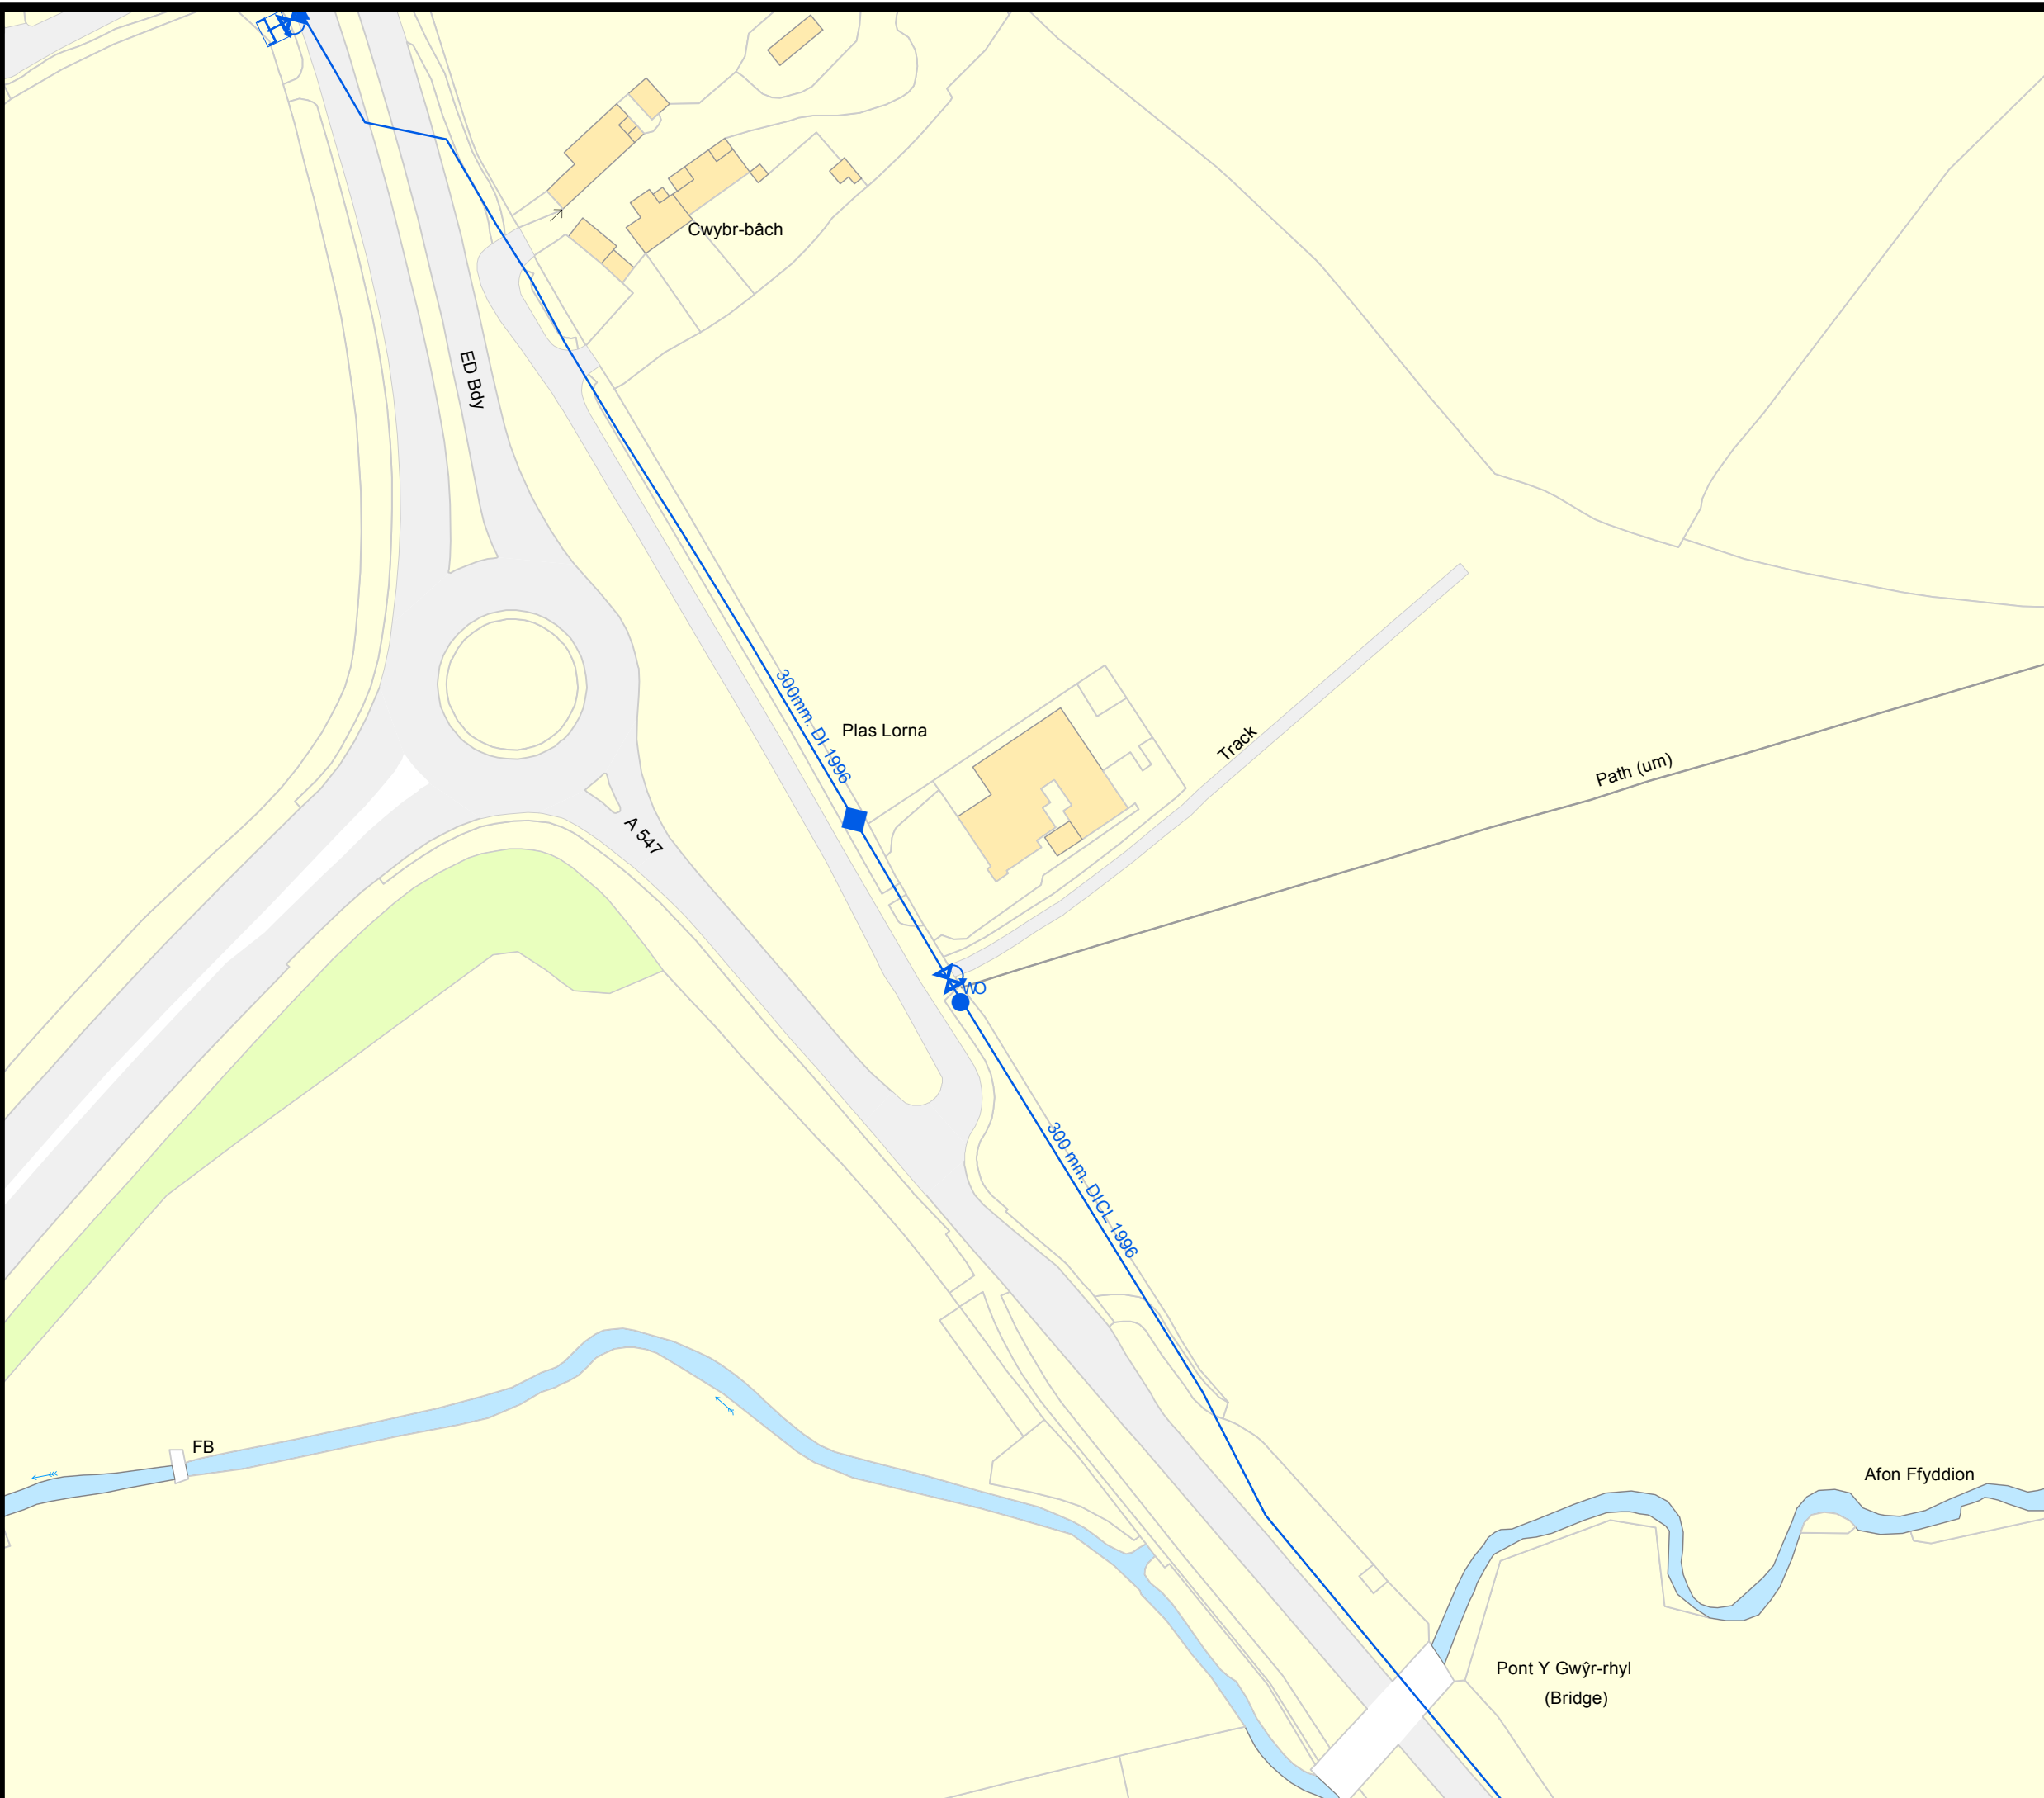 Cwybr-bâch
ED Bdy
300mm. DI 1996
Plas Lorna
Track
Path (um)
A 547
WO
300 mm. DICL 1996
FB
Afon Ffyddion
Pont Y Gwŷr-rhyl
(Bridge)